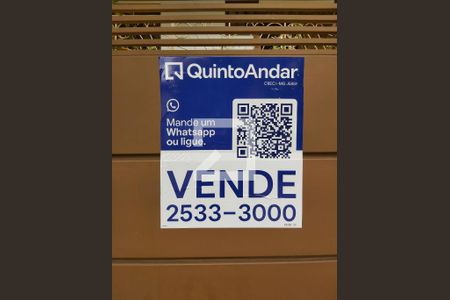 QuintoAndar
Mande um
Whatsapp
ou ligue.
VENDE
2533-3000